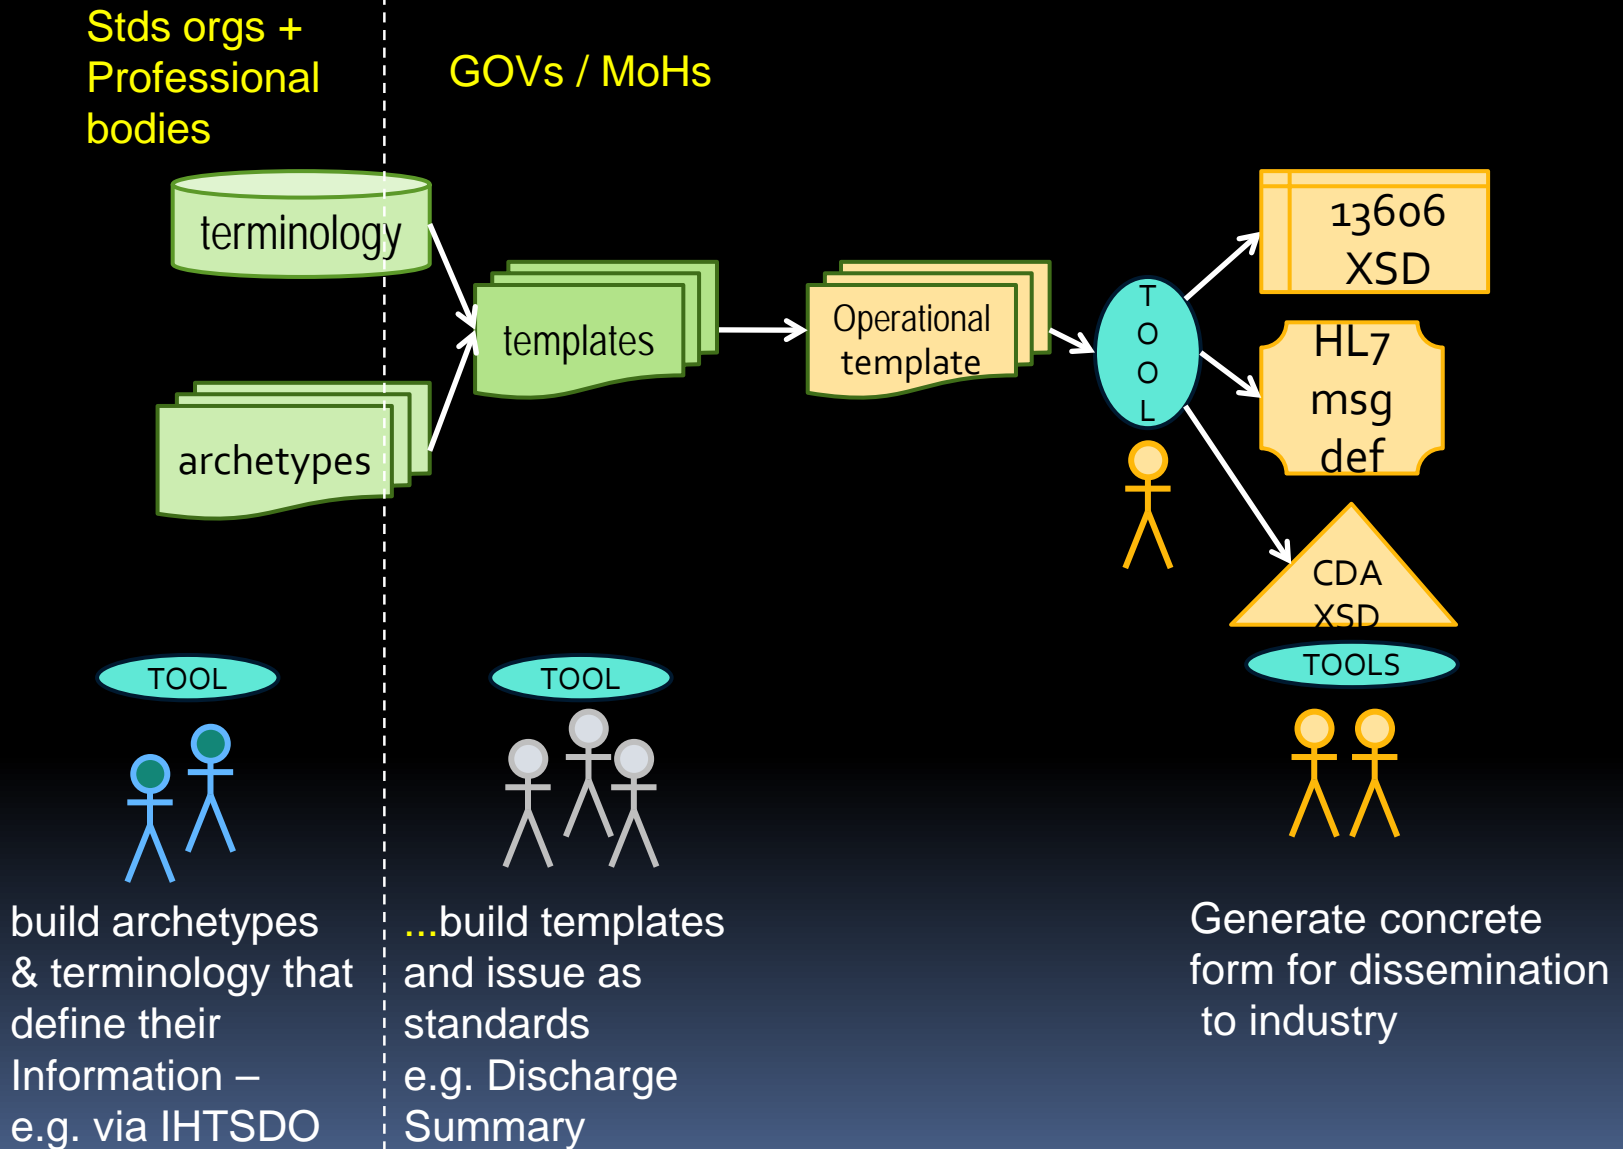 Stds orgs +
Professional
bodies
GOVs / MoHs
terminology
archetypes
templates
Operational
template
T
O
O
L
13606
XSD
HL7
msg
def
CDA
XSD
TOOL
TOOL
TOOLS
build archetypes
& terminology that
define their
Information –
e.g. via IHTSDO
...build templates
and issue as
standards
e.g. Discharge
Summary
Generate concrete
form for dissemination
to industry